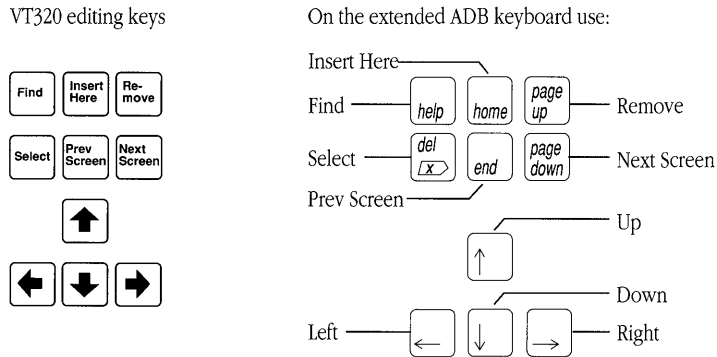 VT320 editing keys
Find
Insert
Here
Re-
move
Select
Prev
Screen
Next
Screen
On the extended ADB keyboard use:
Insert Here
Find
help
home
page
up
Remove
Select
del
x
end
page
down
Next Screen
Prev Screen
Up
Down
Left
Right